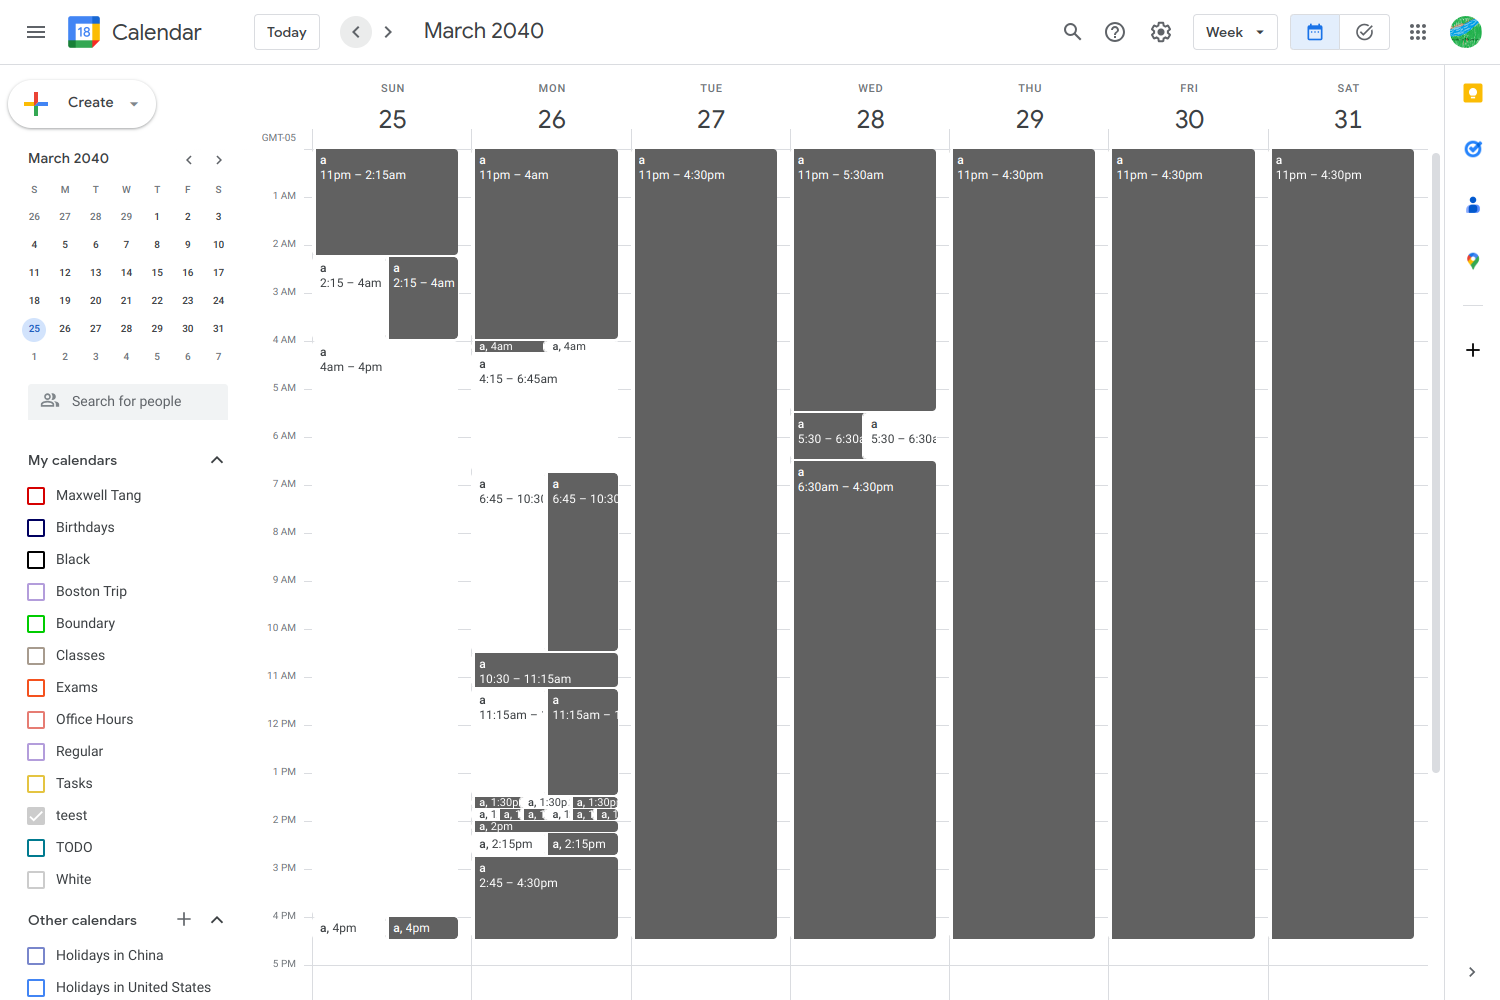 18 Calendar Today March 2040 Week
Create
March 2040
S M T W T F S
26 27 28 29 1 2 3
4 5 6 7 8 9 10
11 12 13 14 15 16 17
18 19 20 21 22 23 24
25 26 27 28 29 30 31
1 2 3 4 5 6 7
Search for people
My calendars
Maxwell Tang
Birthdays
Black
Boston Trip
Boundary
Classes
Exams
Office Hours
Regular
Tasks
teest
TODO
White
Other calendars
Holidays in China
Holidays in United States
SUN MON TUE WED THU FRI SAT
25 26 27 28 29 30 31
GMT-05
1 AM
2 AM
3 AM
4 AM
5 AM
6 AM
7 AM
8 AM
9 AM
10 AM
11 AM
12 PM
1 PM
2 PM
3 PM
4 PM
5 PM
a
11pm – 2:15am
a
2:15 – 4am
a
2:15 – 4am
a
4am – 4pm
a, 4pm
a, 4pm
a
11pm – 4am
a, 4am
a, 4am
a
4:15 – 6:45am
a
6:45 – 10:30
a
6:45 – 10:30
a
10:30 – 11:15am
a
11:15am –
a
11:15am – 1
a, 1:30p
a, 1:30p
a, 1:30p
a, 1
a, 1
a, 1
a, 1
a, 1
a, 1
a, 2pm
a, 2:15pm
a, 2:15pm
a
2:45 – 4:30pm
a
11pm – 4:30pm
a
11pm – 5:30am
a
5:30 – 6:30a
a
5:30 – 6:30a
a
6:30am – 4:30pm
a
11pm – 4:30pm
a
11pm – 4:30pm
a
11pm – 4:30pm